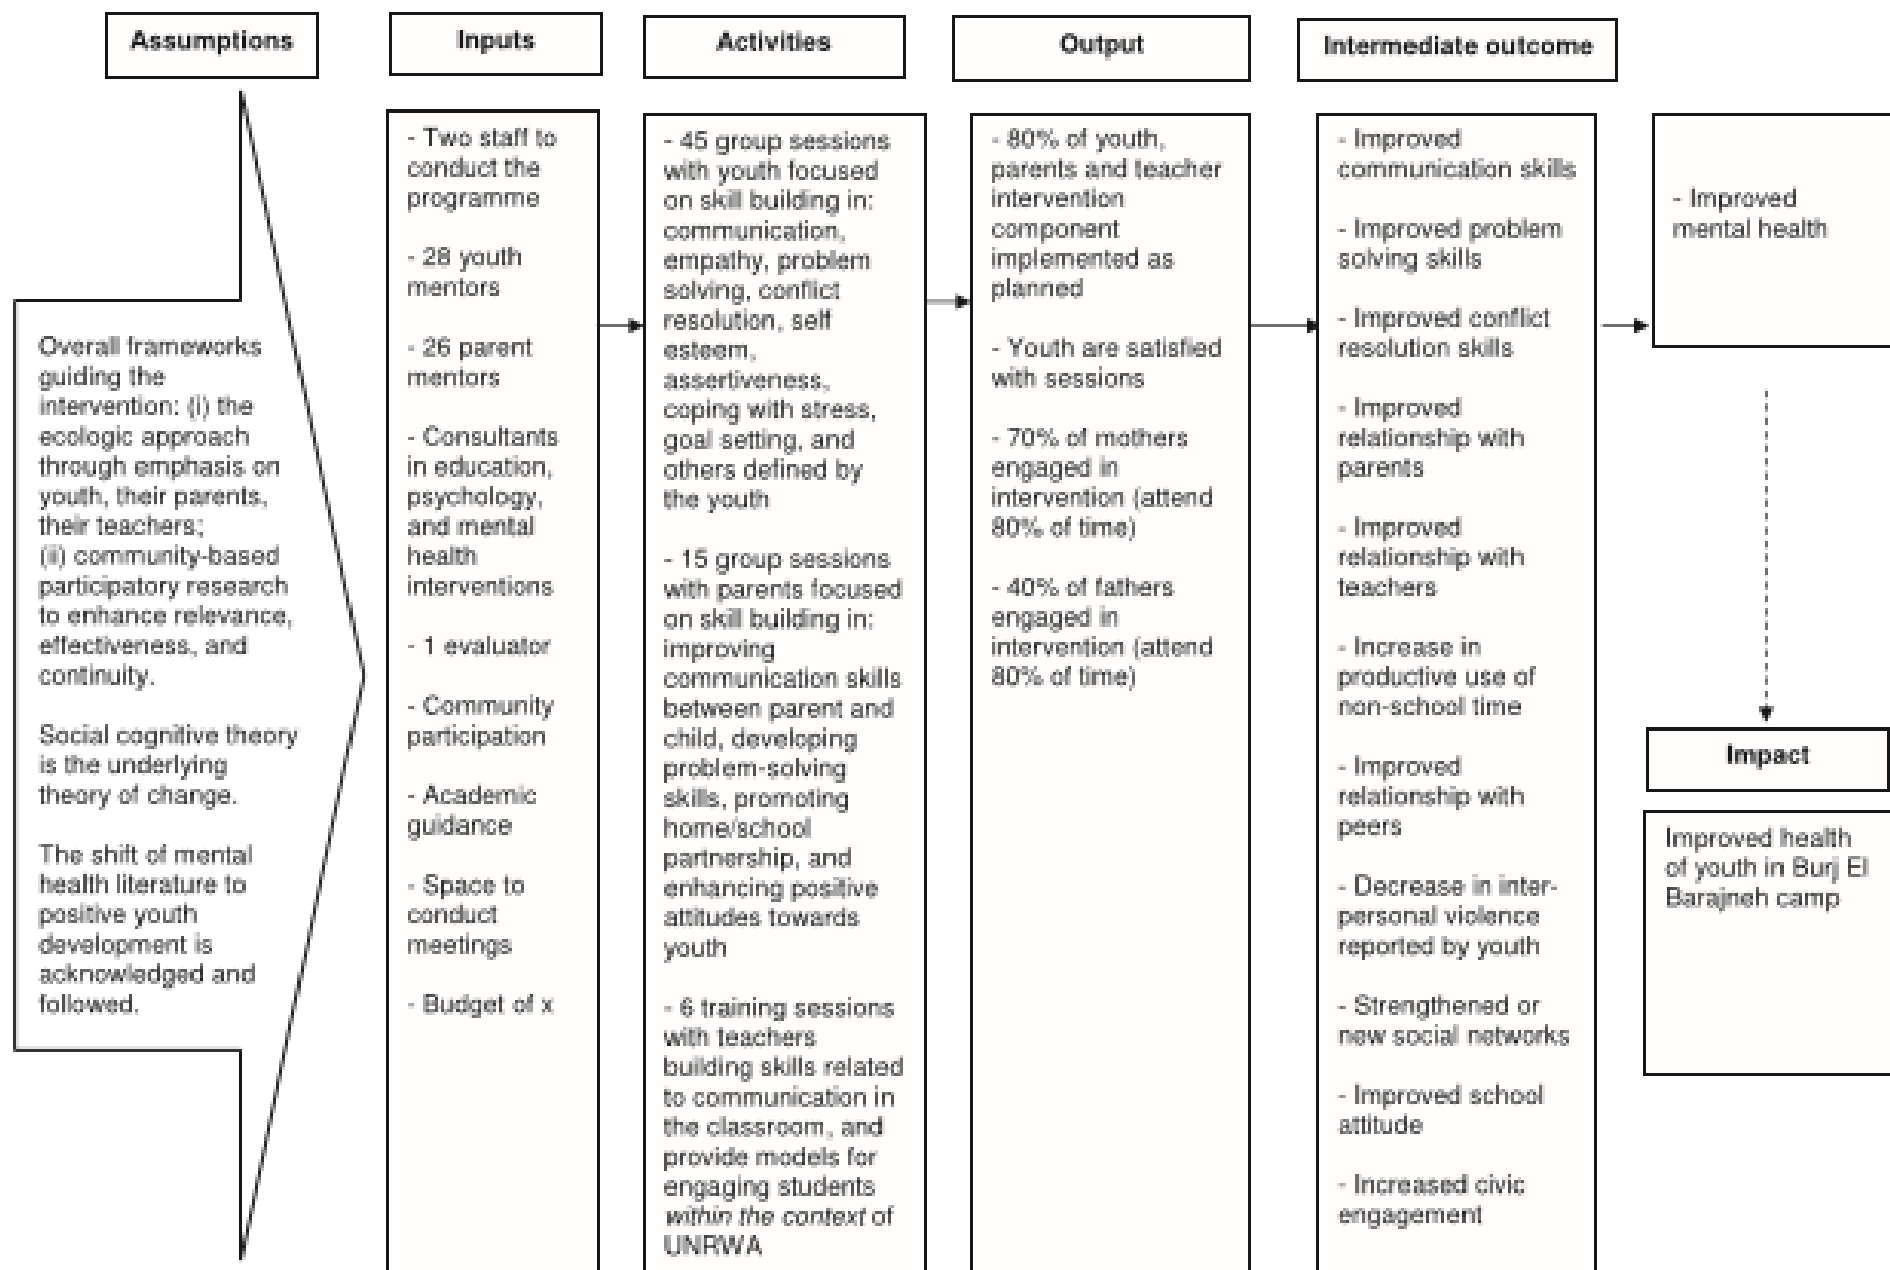 Assumptions
Overall frameworks
guiding the
intervention: (i) the
ecologic approach
through emphasis on
youth, their parents,
their teachers;
(ii) community-based
participatory research
to enhance relevance,
effectiveness, and
continuity.
Social cognitive theory
is the underlying
theory of change.
The shift of mental
health literature to
positive youth
development is
acknowledged and
followed.
Inputs
- Two staff to
conduct the
programme
- 28 youth
mentors
- 26 parent
mentors
- Consultants
in education,
psychology,
and mental
health
interventions
- 1 evaluator
- Community
participation
- Academic
guidance
- Space to
conduct
meetings
- Budget of x
Activities
- 45 group sessions
with youth focused
on skill building in:
communication,
empathy, problem
solving, conflict
resolution, self
esteem,
assertiveness,
coping with stress,
goal setting, and
others defined by
the youth
- 15 group sessions
with parents focused
on skill building in:
improving
communication skills
between parent and
child, developing
problem-solving
skills, promoting
home/school
partnership, and
enhancing positive
attitudes towards
youth
- 6 training sessions
with teachers
building skills related
to communication in
the classroom, and
provide models for
engaging students
within the context of
UNRWA
Output
- 80% of youth,
parents and teacher
intervention
component
implemented as
planned
- Youth are satisfied
with sessions
- 70% of mothers
engaged in
intervention (attend
80% of time)
- 40% of fathers
engaged in
intervention (attend
80% of time)
Intermediate outcome
- Improved
communication skills
- Improved problem
solving skills
- Improved conflict
resolution skills
- Improved
relationship with
parents
- Improved
relationship with
teachers
- Increase in
productive use of
non-school time
- Improved
relationship with
peers
- Decrease in inter-
personal violence
reported by youth
- Strengthened or
new social networks
- Improved school
attitude
- Increased civic
engagement
- Improved
mental health
Impact
Improved health
of youth in Burj El
Barajneh camp